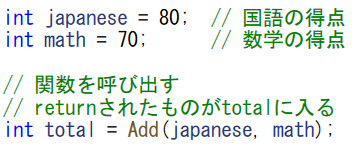 int japanese = 80;  // 国語の得点
int math = 70;      // 数学の得点

// 関数を呼び出す
// returnされたものがtotalに入る
int total = Add(japanese, math);